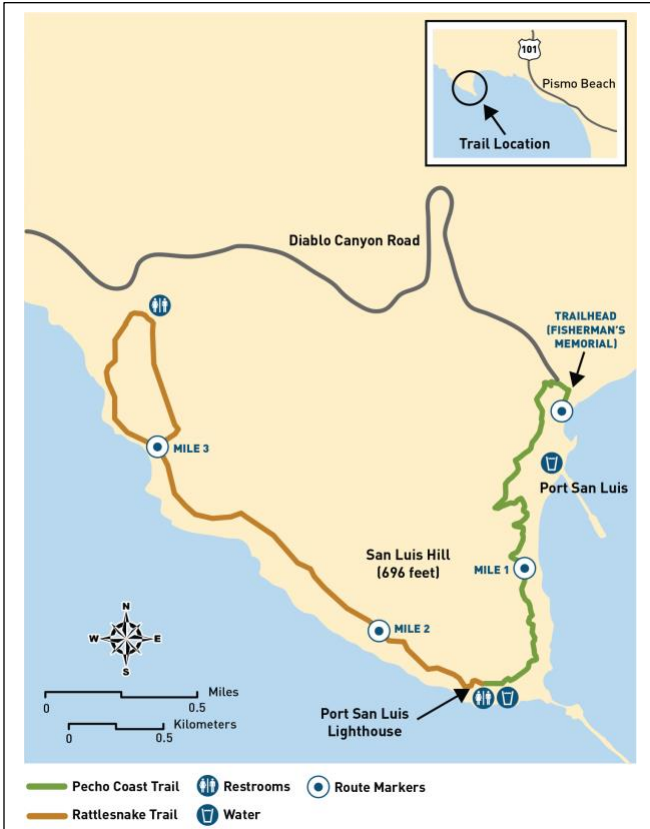 101
Pismo Beach
Trail Location
Diablo Canyon Road
TRAILHEAD
(FISHERMAN'S
MEMORIAL)
MILE 3
Port San Luis
San Luis Hill
(696 feet)
MILE 1
N
W E
S
MILE 2
Miles
0 0.5
Kilometers
0 0.5
Port San Luis
Lighthouse
Pecho Coast Trail Restrooms Route Markers
Rattlesnake Trail Water